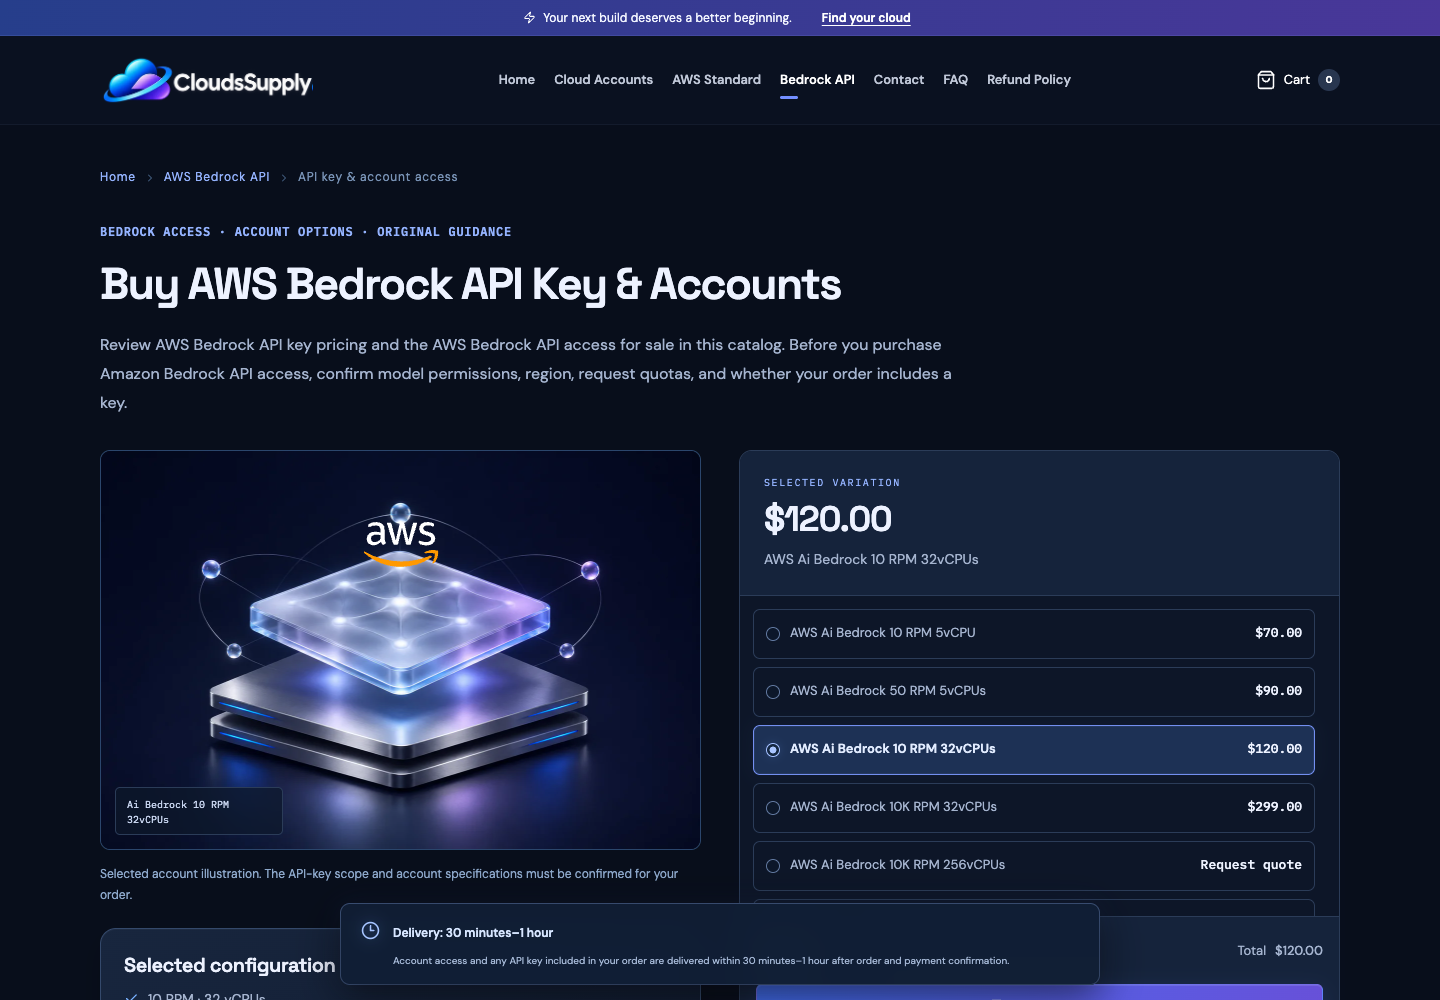 Your next build deserves a better beginning. Find your cloud
CloudsSupply
Home Cloud Accounts AWS Standard Bedrock API Contact FAQ Refund Policy
Cart 0
Home > AWS Bedrock API > API key & account access
BEDROCK ACCESS · ACCOUNT OPTIONS · ORIGINAL GUIDANCE
Buy AWS Bedrock API Key & Accounts
Review AWS Bedrock API key pricing and the AWS Bedrock API access for sale in this catalog. Before you purchase
Amazon Bedrock API access, confirm model permissions, region, request quotas, and whether your order includes a
key.
aws
Ai Bedrock 10 RPM
32vCPUs
Selected account illustration. The API-key scope and account specifications must be confirmed for your
order.
Selected configuration
10 RPM · 32 vCPUs
SELECTED VARIATION
$120.00
AWS Ai Bedrock 10 RPM 32vCPUs
AWS Ai Bedrock 10 RPM 5vCPU $70.00
AWS Ai Bedrock 50 RPM 5vCPUs $90.00
AWS Ai Bedrock 10 RPM 32vCPUs $120.00
AWS Ai Bedrock 10K RPM 32vCPUs $299.00
AWS Ai Bedrock 10K RPM 256vCPUs Request quote
Total $120.00
Delivery: 30 minutes–1 hour
Account access and any API key included in your order are delivered within 30 minutes–1 hour after order and payment confirmation.